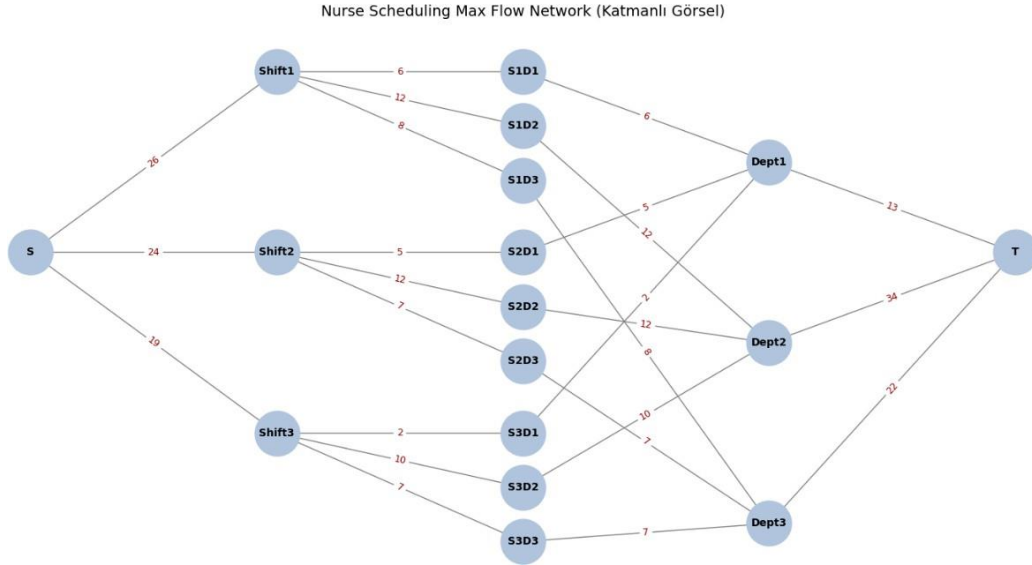 Nurse Scheduling Max Flow Network (Katmanlı Görsel)
S
26
24
19
Shift1
Shift2
Shift3
6
12
8
5
12
7
2
10
7
S1D1
S1D2
S1D3
S2D1
S2D2
S2D3
S3D1
S3D2
S3D3
6
5
12
2
12
8
10
7
7
Dept1
Dept2
Dept3
13
34
22
T